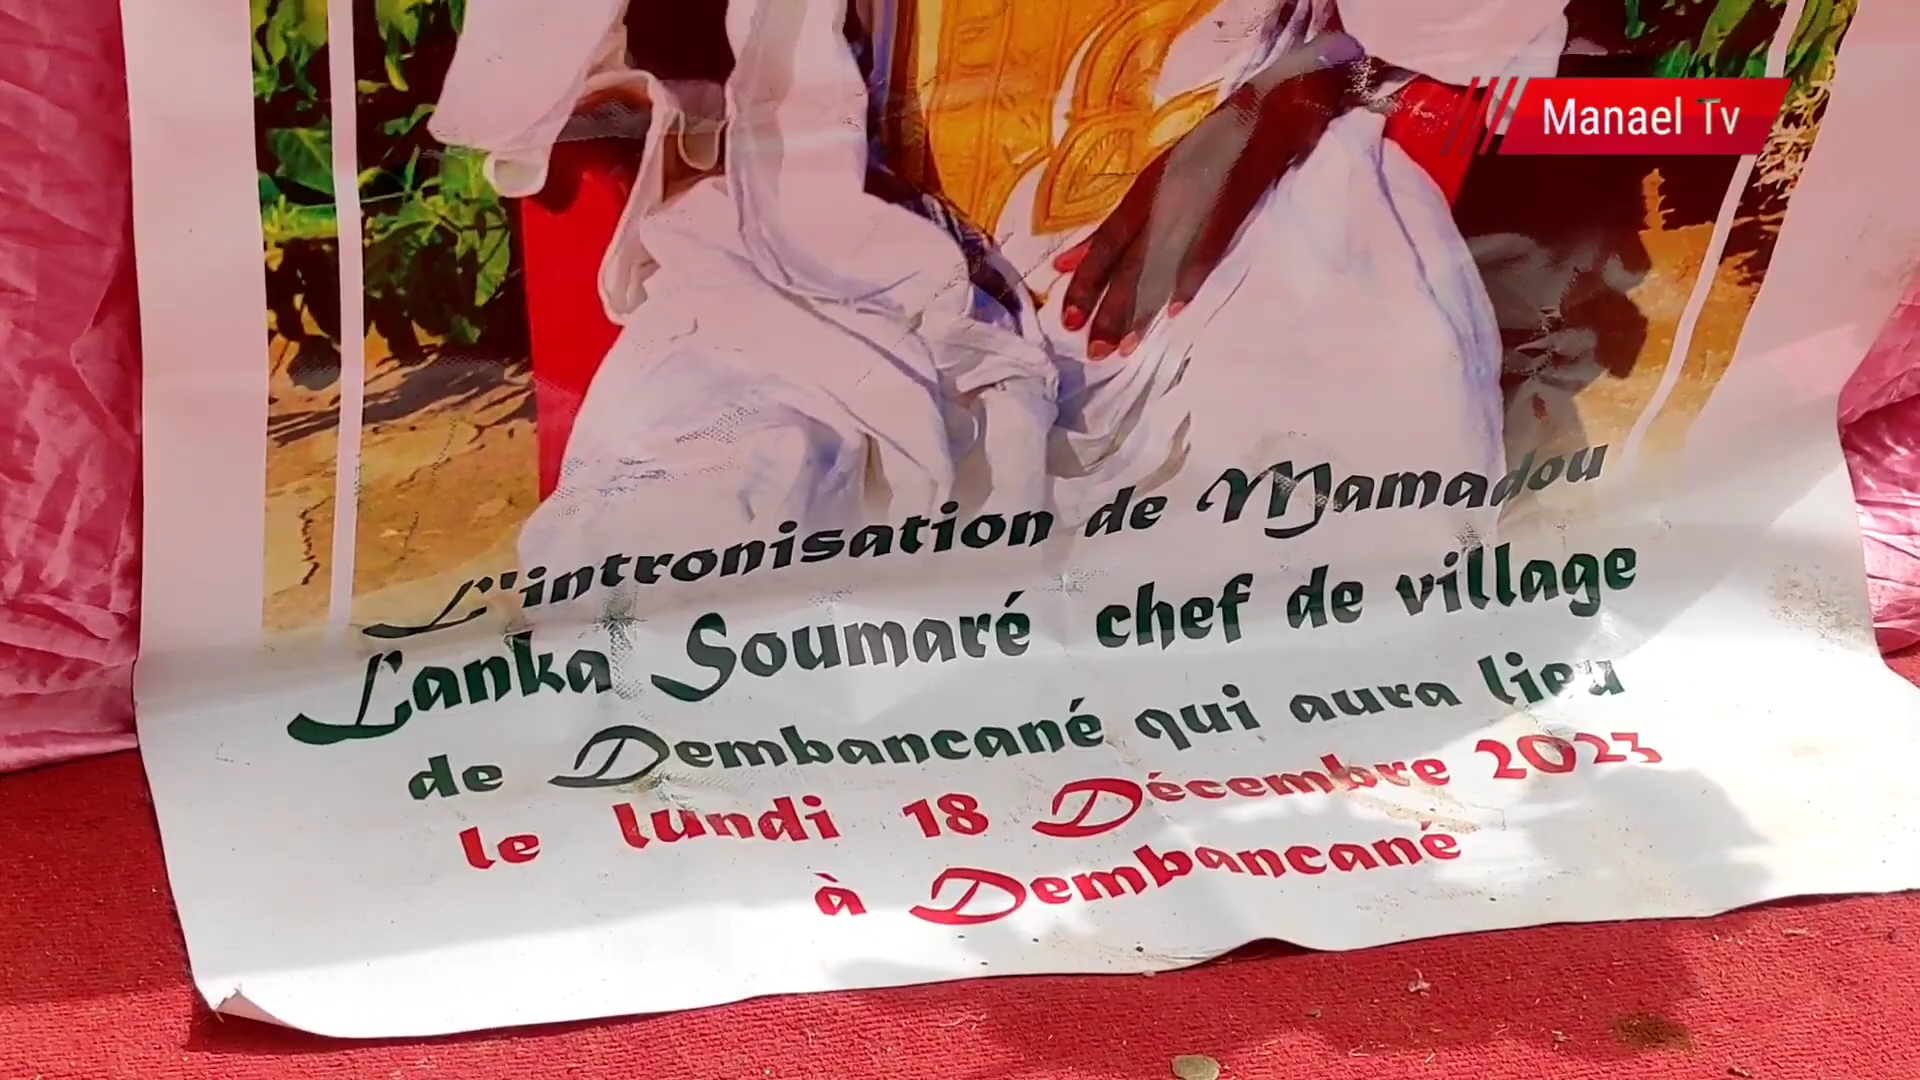 Manael Tv
L'intronisation de Mamadou
Lanka Soumaré chef de village
de Dembancané qui aura lieu
le lundi 18 Décembre 2023
à Dembancané